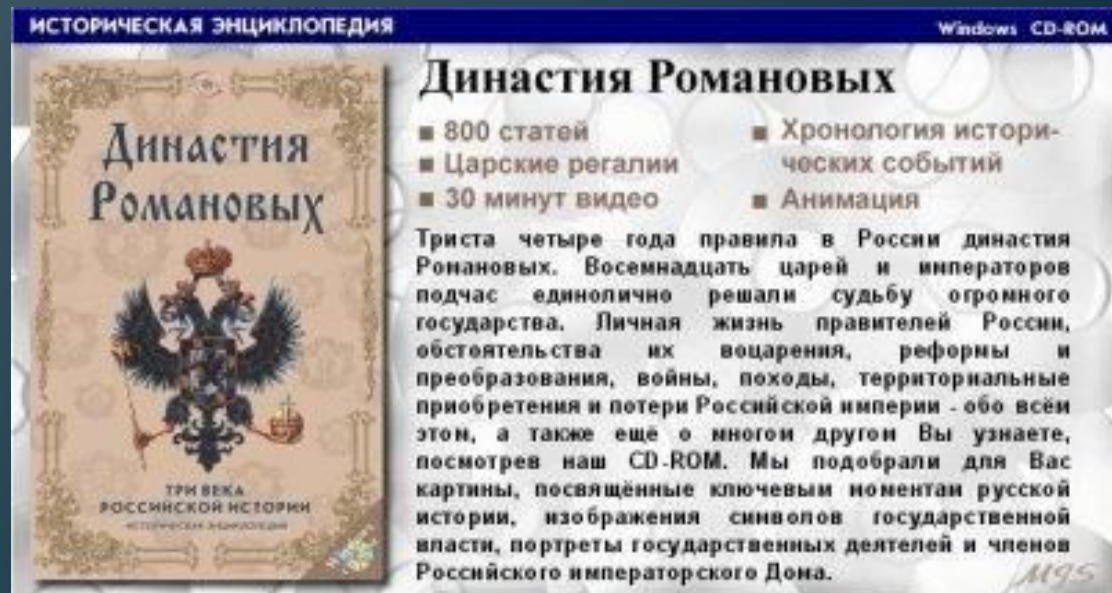 ИСТОРИЧЕСКАЯ ЭНЦИКЛОПЕДИЯ
Windows CD-ROM
Династия
Романовых
ТРИ ВЕКА
РОССИЙСКОЙ ИСТОРИИ
ИСТОРИЧЕСКАЯ ЭНЦИКЛОПЕДИЯ
Династия Романовых
800 статей
Царские регалии
30 минут видео
Хронология истори-
ческих событий
Анимация
Триста четыре года правила в России династия
Романовых. Восемнадцать царей и императоров
подчас единолично решали судьбу огромного
государства. Личная жизнь правителей России,
обстоятельства их воцарения, реформы и
преобразования, войны, походы, территориальные
приобретения и потери Российской империи - обо всём
этом, а также ещё о многом другом Вы узнаете,
посмотрев наш CD-ROM. Мы подобрали для Вас
картины, посвящённые ключевым моментам русской
истории, изображения символов государственной
власти, портреты государственных деятелей и членов
Российского императорского Дома.